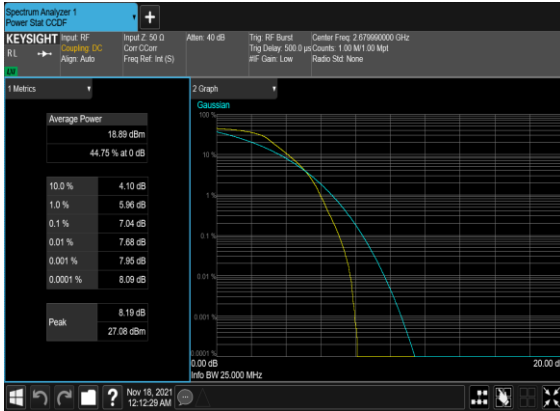 Spectrum Analyzer 1
Power Stat CCDF
+
KEYSIGHT Input: RF Input Z: 50 Ω Atten: 40 dB Trig: RF Burst Center Freq: 2.679990000 GHz
RL Coupling: DC Corr CCorr Trig Delay: 500.0 µs Counts: 1.00 M/1.00 Mpt
Align: Auto Freq Ref: Int (S) #IF Gain: Low Radio Std: None
1 Metrics
Average Power
18.89 dBm
44.75 % at 0 dB
10.0 % 4.10 dB
1.0 % 5.96 dB
0.1 % 7.04 dB
0.01 % 7.68 dB
0.001 % 7.95 dB
0.0001 % 8.09 dB
Peak
8.19 dB
27.08 dBm
2 Graph
Gaussian
100 %
10 %
1 %
0.1 %
0.01 %
0.001 %
0.0001 %
0.00 dB 20.00 d
Info BW 25.000 MHz
?
Nov 18, 2021
12:12:29 AM